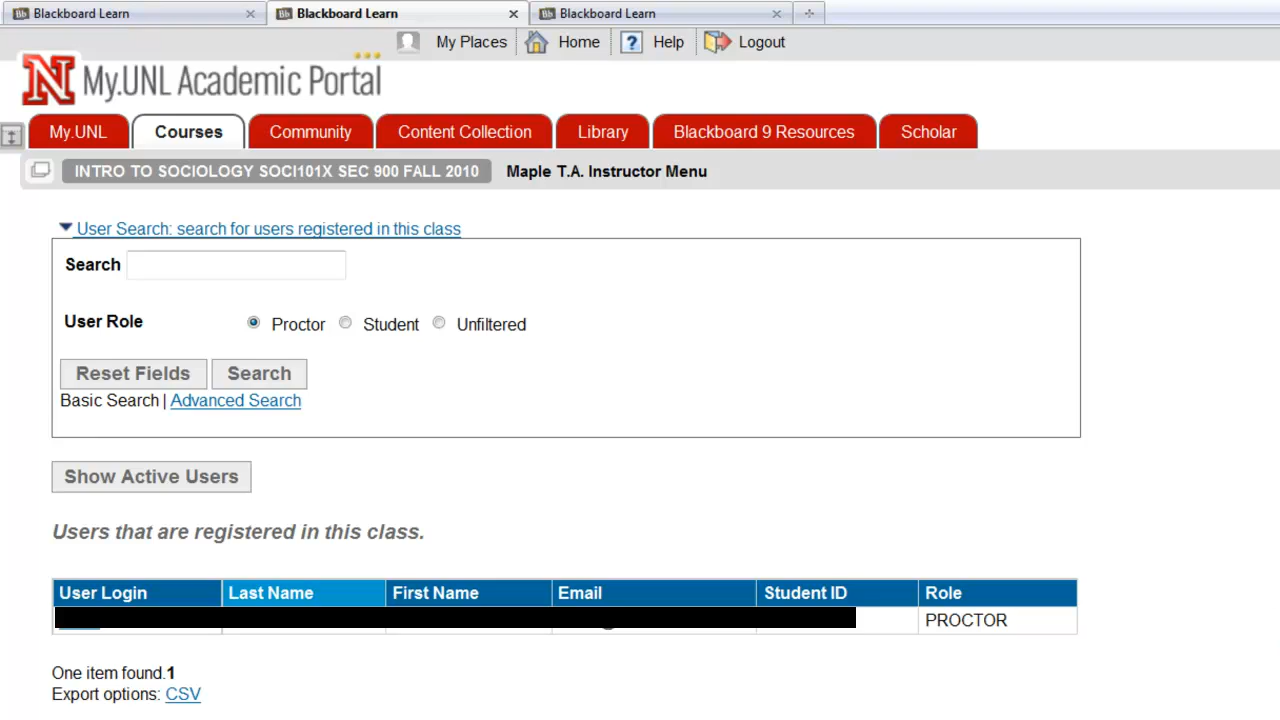 Blackboard Learn Blackboard Learn Blackboard Learn
My Places Home Help Logout
N My.UNL Academic Portal
My.UNL Courses Community Content Collection Library Blackboard 9 Resources Scholar
INTRO TO SOCIOLOGY SOCI101X SEC 900 FALL 2010 Maple T.A. Instructor Menu
User Search: search for users registered in this class
Search
User Role Proctor Student Unfiltered
Reset Fields Search
Basic Search | Advanced Search
Show Active Users
Users that are registered in this class.
User Login Last Name First Name Email Student ID Role
PROCTOR
One item found.1
Export options: CSV